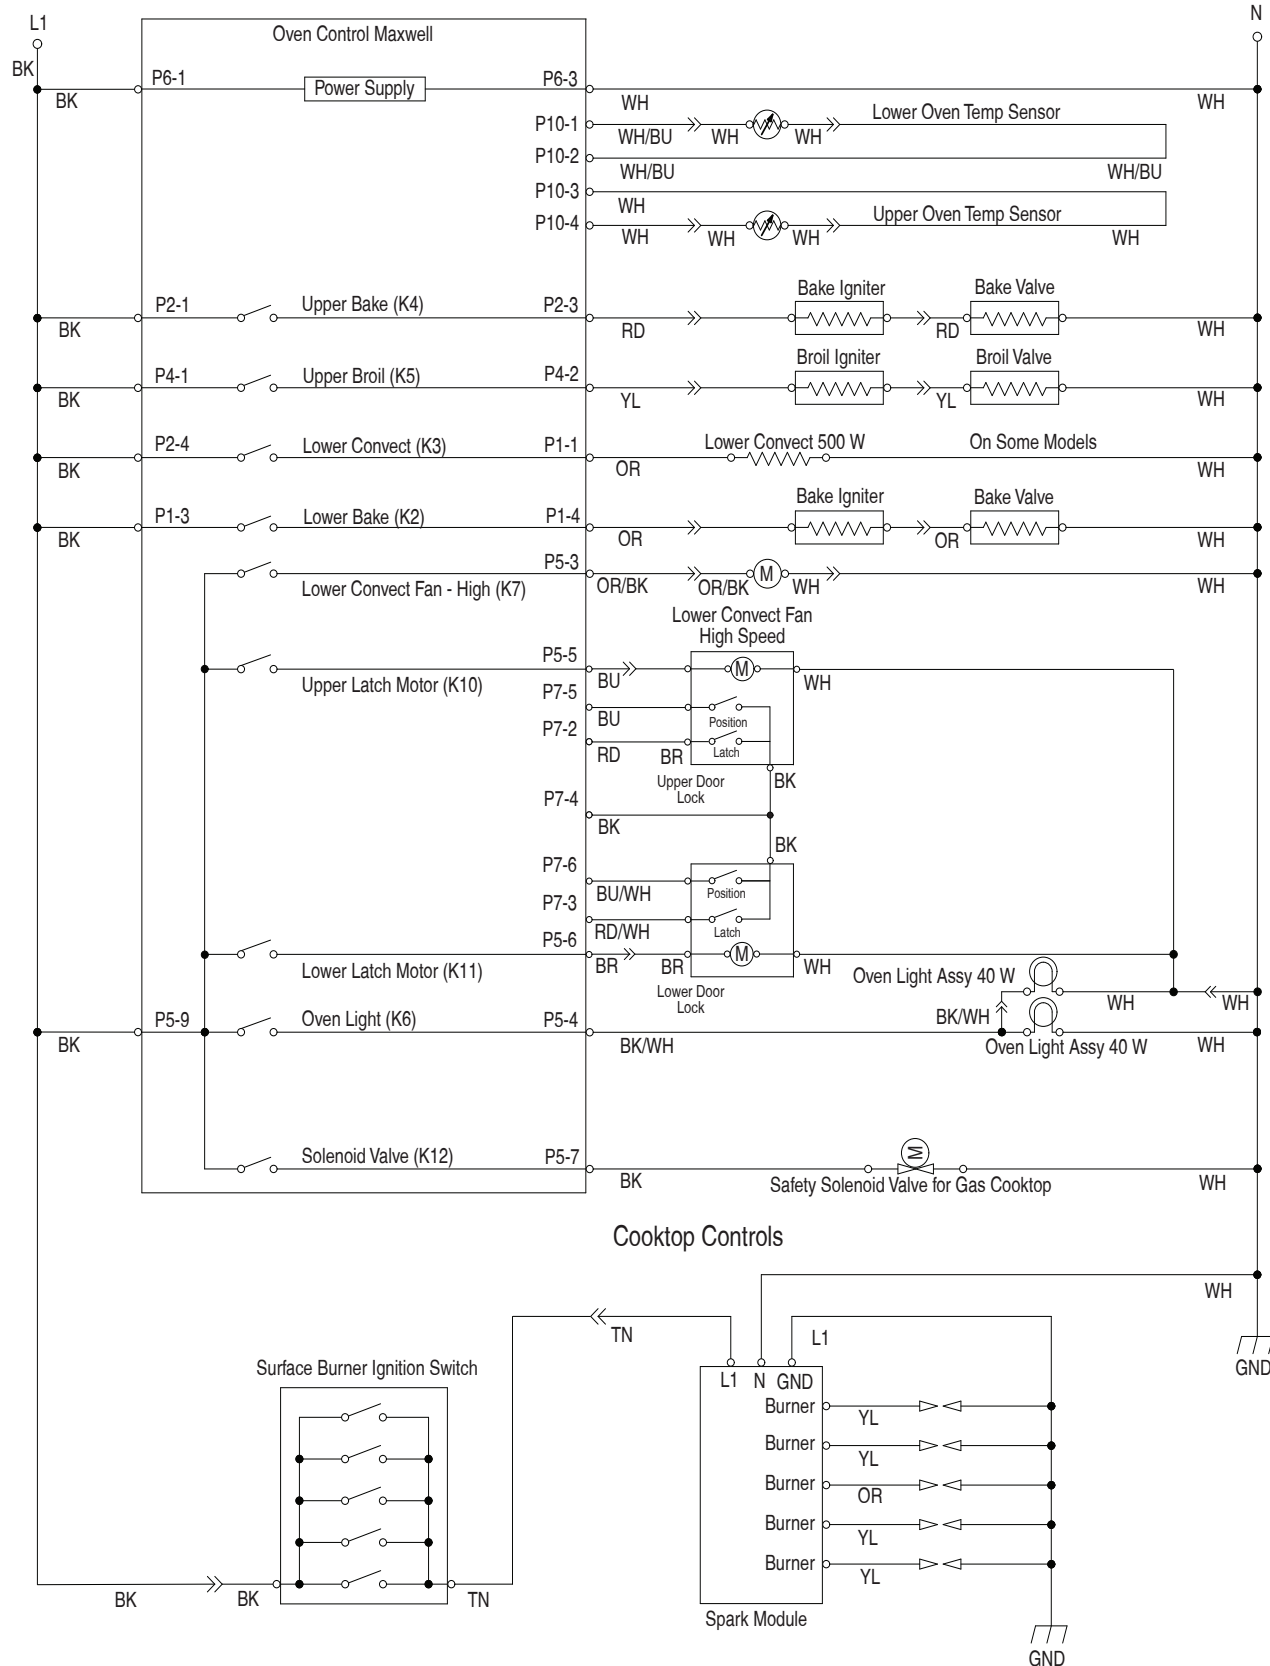 L1
N
Oven Control Maxwell
BK
P6-1
Power Supply
P6-3
BK
WH
WH
P10-1
Lower Oven Temp Sensor
WH/BU
WH
WH
P10-2
WH/BU
WH/BU
P10-3
WH
P10-4
Upper Oven Temp Sensor
WH
WH
WH
WH
Bake Igniter
Bake Valve
P2-1
Upper Bake (K4)
P2-3
BK
RD
RD
WH
Broil Igniter
Broil Valve
P4-1
Upper Broil (K5)
P4-2
BK
YL
YL
WH
P2-4
Lower Convect (K3)
P1-1
Lower Convect 500 W
On Some Models
BK
OR
WH
Bake Igniter
Bake Valve
P1-3
Lower Bake (K2)
P1-4
BK
OR
OR
WH
P5-3
M
Lower Convect Fan - High (K7)
OR/BK
OR/BK
WH
WH
Lower Convect Fan
High Speed
P5-5
M
Upper Latch Motor (K10)
BU
WH
P7-5
BU
Position
P7-2
RD
BR
Latch
Upper Door
Lock
BK
P7-4
BK
BK
P7-6
BU/WH
Position
P7-3
RD/WH
Latch
P5-6
M
Lower Latch Motor (K11)
BR
BR
WH
Lower Door
Lock
Oven Light Assy 40 W
WH
WH
BK/WH
P5-9
Oven Light (K6)
P5-4
BK
BK/WH
Oven Light Assy 40 W
WH
M
Solenoid Valve (K12)
P5-7
BK
Safety Solenoid Valve for Gas Cooktop
WH
Cooktop Controls
WH
TN
L1
GND
Surface Burner Ignition Switch
L1
N
GND
Burner
YL
Burner
YL
Burner
OR
Burner
YL
Burner
YL
BK
BK
TN
Spark Module
GND